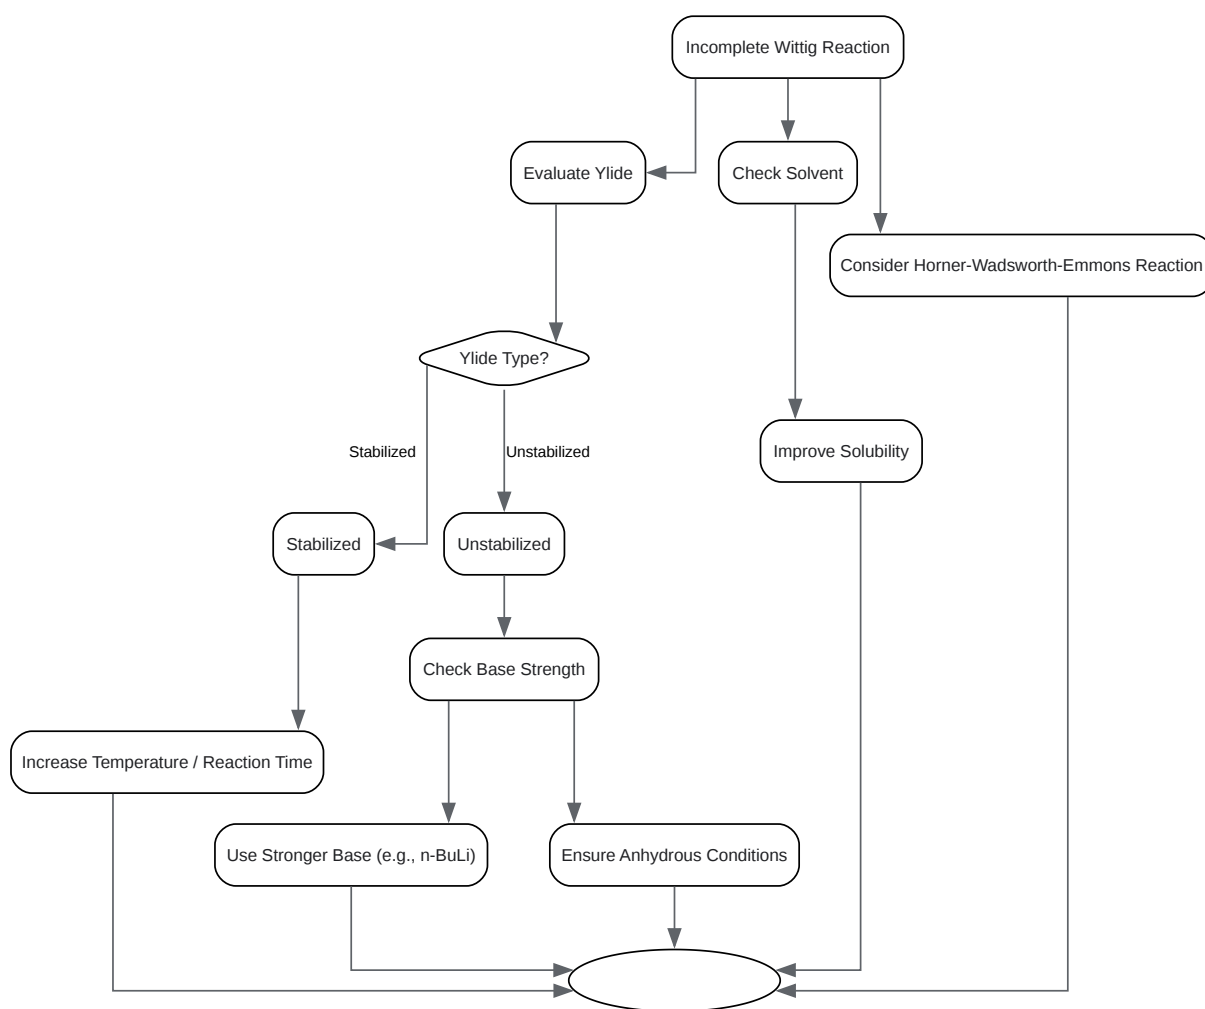 Incomplete Wittig Reaction
Evaluate Ylide
Check Solvent
Consider Horner-Wadsworth-Emmons Reaction
Ylide Type?
Stabilized
Unstabilized
Improve Solubility
Stabilized
Unstabilized
Check Base Strength
Increase Temperature / Reaction Time
Use Stronger Base (e.g., n-BuLi)
Ensure Anhydrous Conditions